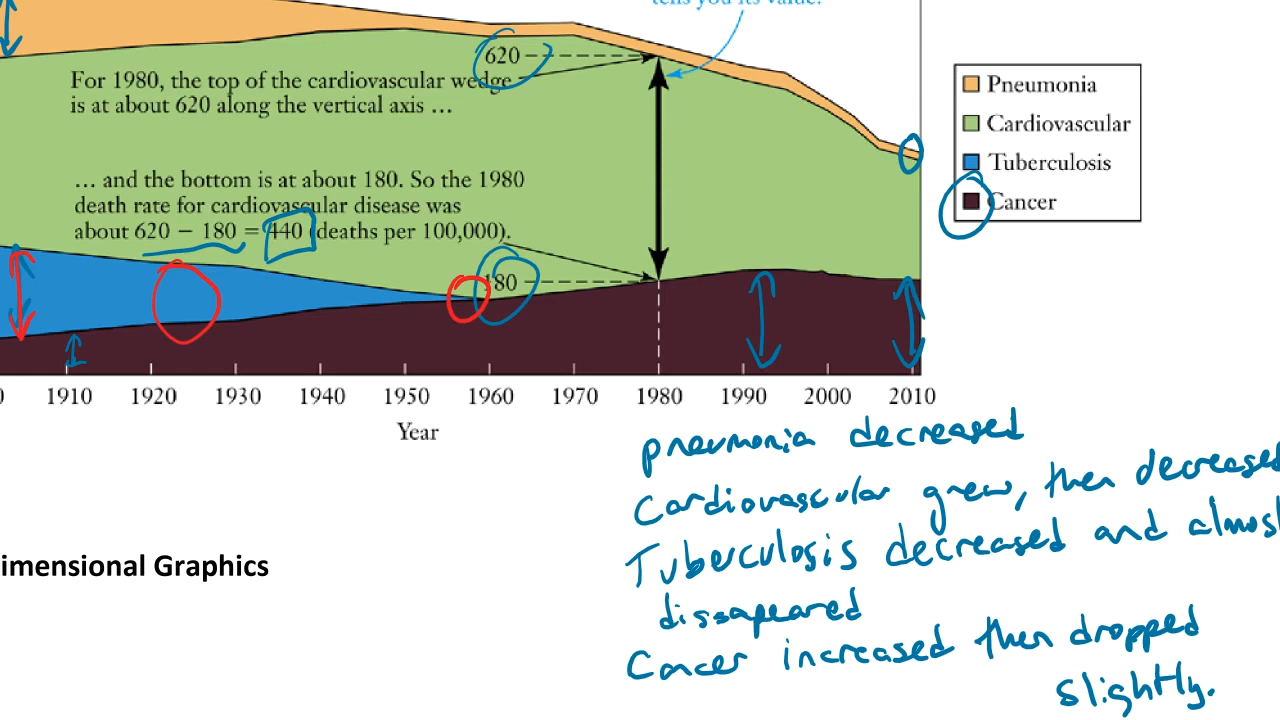 tells you its value.
620
For 1980, the top of the cardiovascular wedge
is at about 620 along the vertical axis …
Pneumonia
Cardiovascular
Tuberculosis
Cancer
… and the bottom is at about 180. So the 1980
death rate for cardiovascular disease was
about 620 − 180 = 440 (deaths per 100,000).
180
0 1910 1920 1930 1940 1950 1960 1970 1980 1990 2000 2010
Year
pneumonia decreased
Cardiovascular grew, then decreased
Tuberculosis decreased and almos
dissapeared
Cancer increased then dropped
slightly.
imensional Graphics